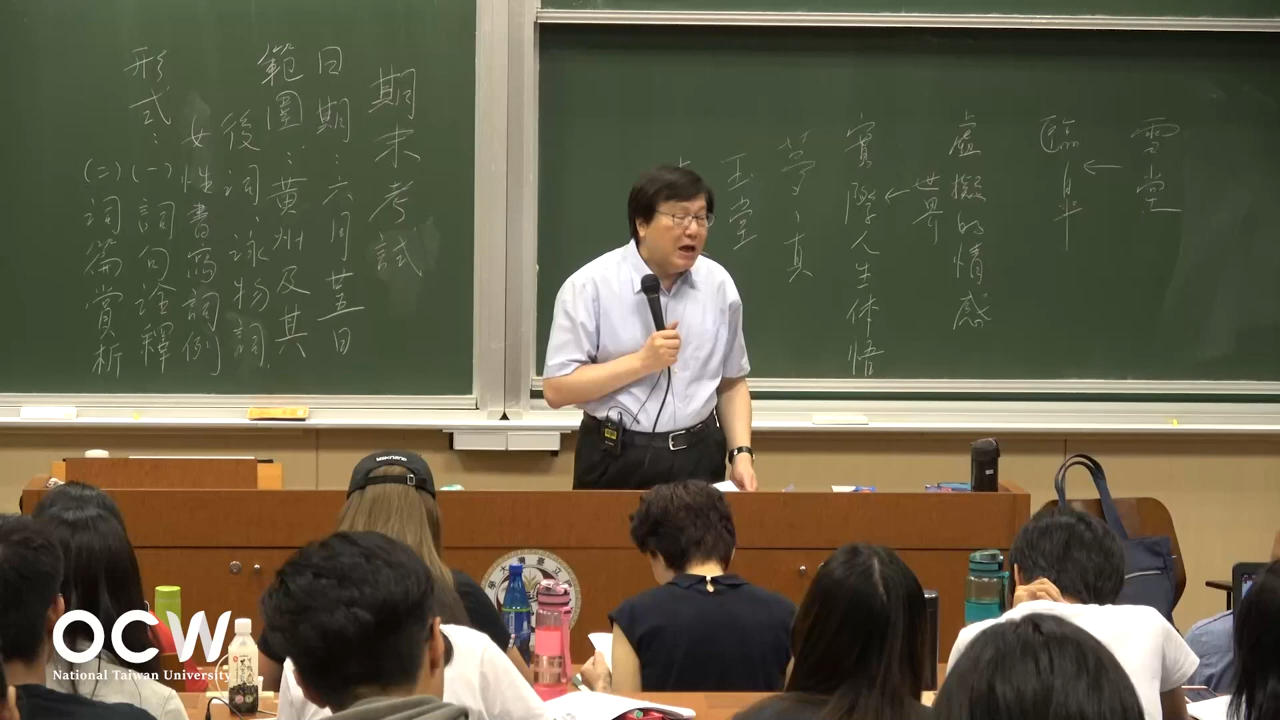 雪堂
臨皋
←
虛擬的情感
世界
←
實際人生体悟
夢、真
玉堂
期末考試
日期：六月廿五日
範圍：黃州及其
後詞、詠物詞、
女性書寫詞例
形式：(一)詞句詮釋
(二)詞篇賞析
OCW
National Taiwan University